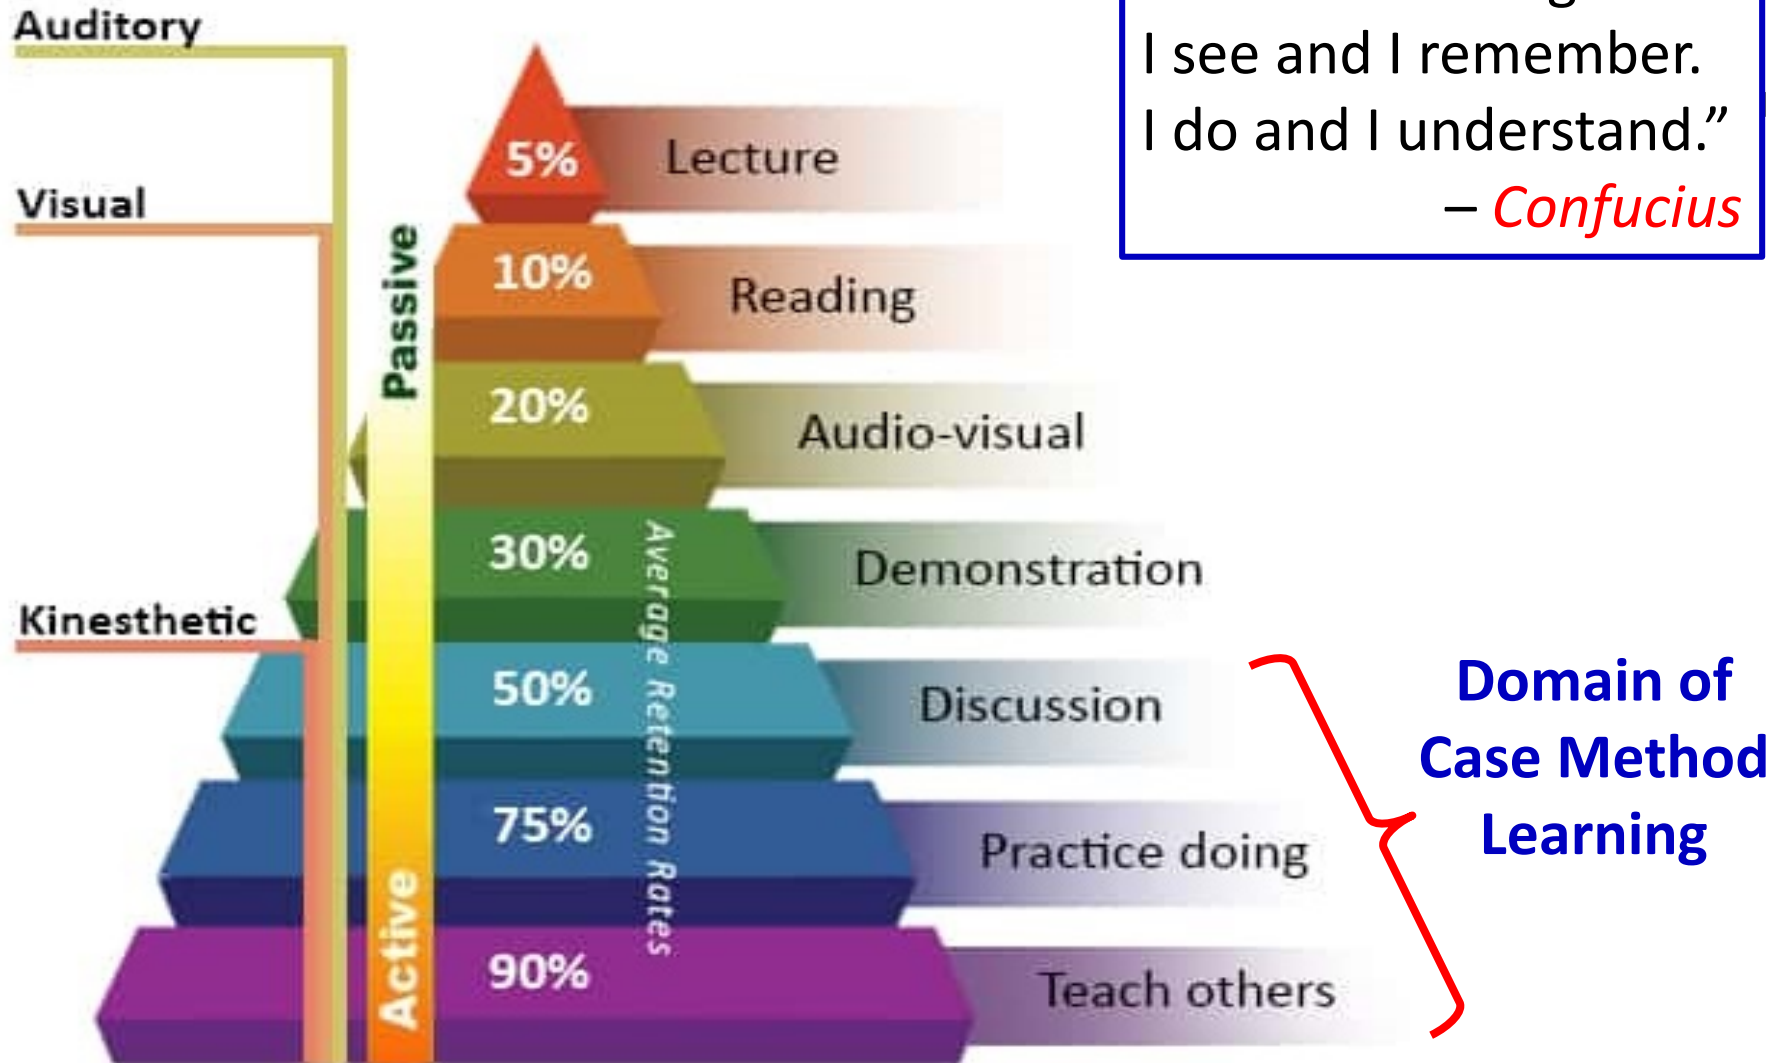 Auditory
Visual
Kinesthetic
Passive
Active
5%
Lecture
10%
Reading
20%
Audio-visual
30%
Demonstration
50%
Discussion
75%
Practice doing
90%
Teach others
Average Retention Rates
I see and I remember.
I do and I understand.”
– Confucius
Domain of
Case Method
Learning